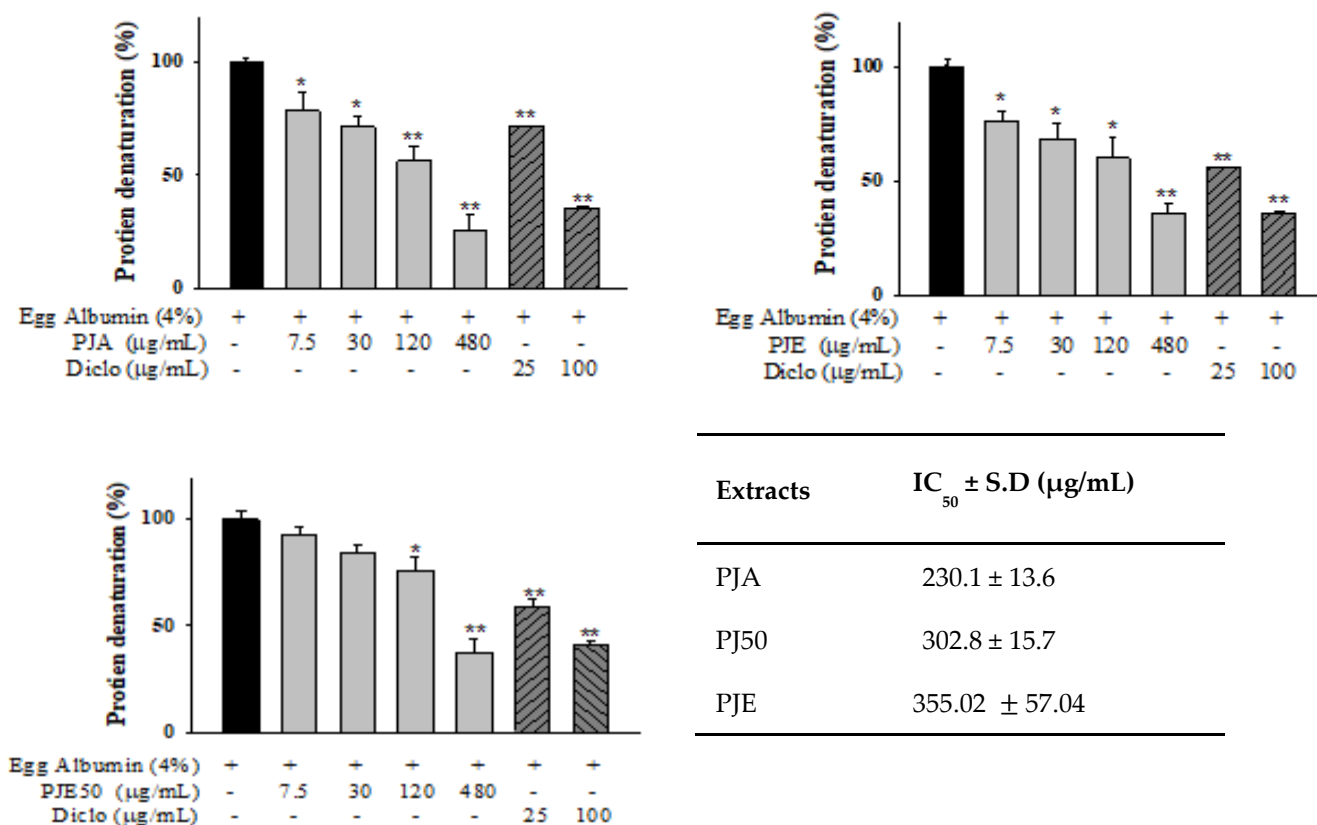 Protien denaturation (%)
100
50
0
* * ** ** ** **
Egg Albumin (4%) + + + + + + +
PJA (µg/mL) - 7.5 30 120 480 - -
Diclo (µg/mL) - - - - - 25 100
Protien denaturation (%)
100
50
0
* * * ** ** **
Egg Albumin (4%) + + + + + + +
PJE (µg/mL) - 7.5 30 120 480 - -
Diclo (µg/mL) - - - - - 25 100
Protien denaturation (%)
100
50
0
* ** ** **
Egg Albumin (4%) + + + + + + +
PJE50 (µg/mL) - 7.5 30 120 480 - -
Diclo (µg/mL) - - - - - 25 100
Extracts IC50 ± S.D (µg/mL)
PJA 230.1 ± 13.6
PJ50 302.8 ± 15.7
PJE 355.02 ± 57.04